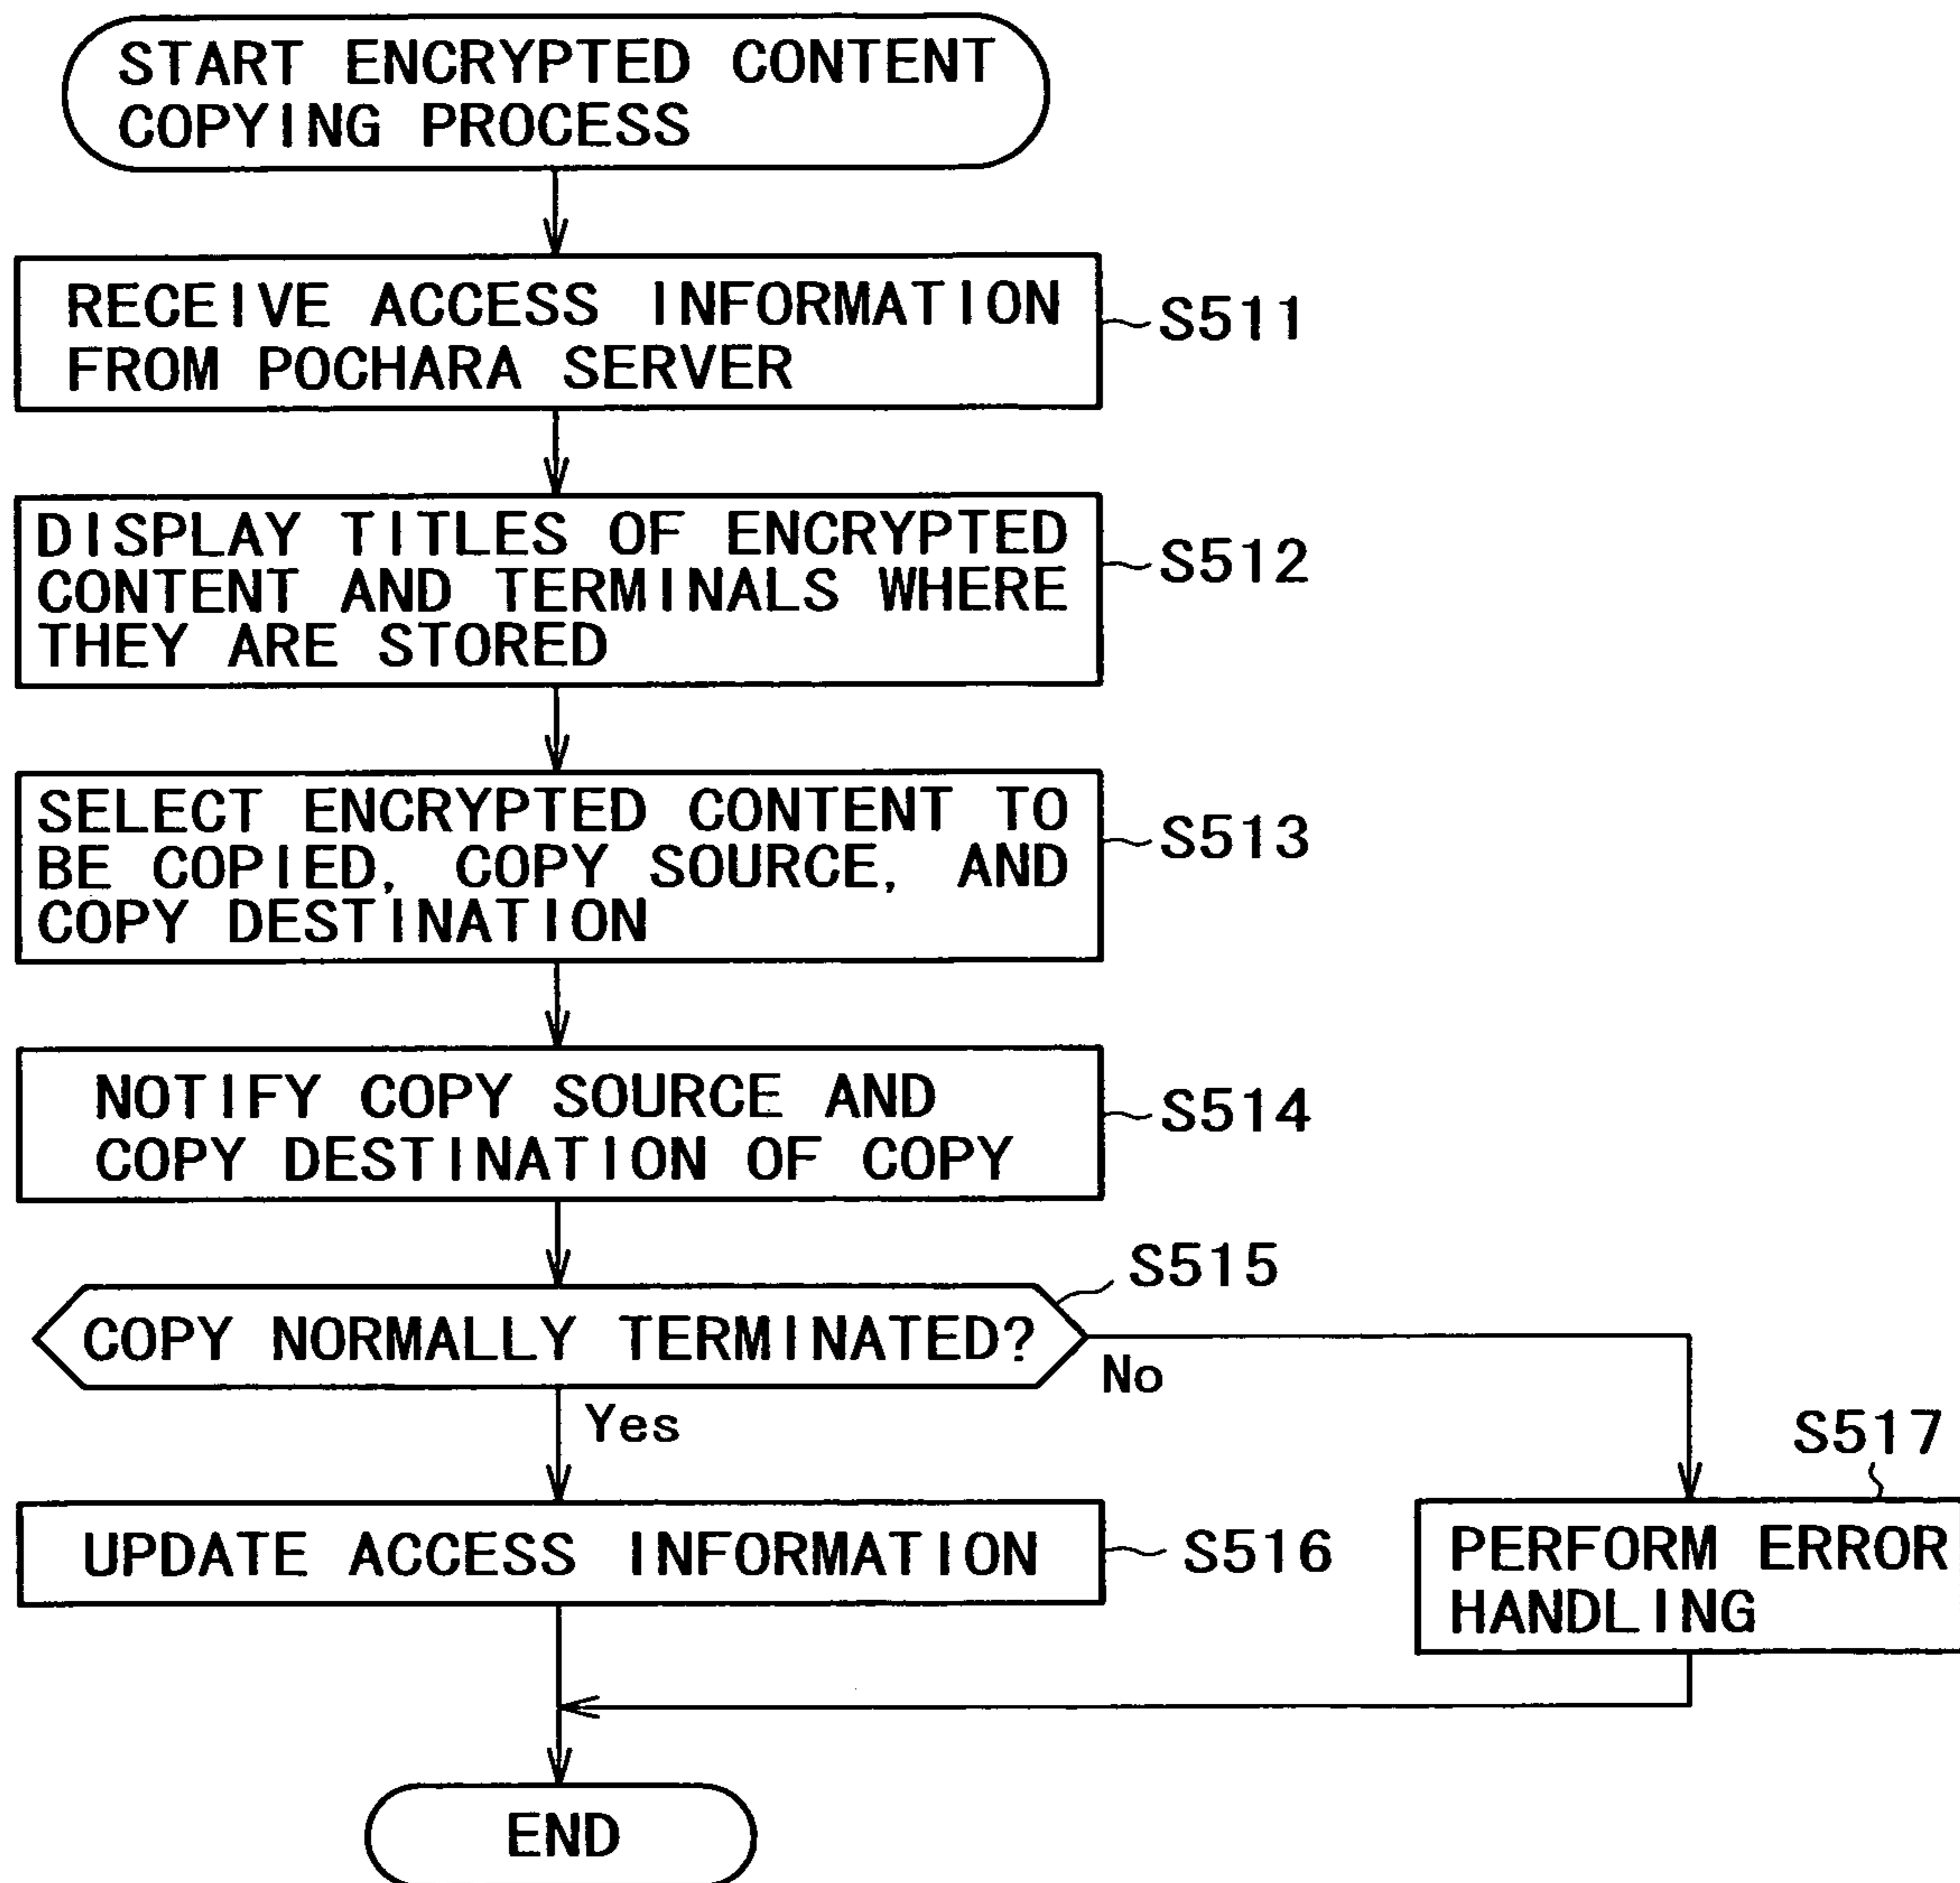 START ENCRYPTED CONTENT
COPYING PROCESS
RECEIVE ACCESS INFORMATION
FROM POCHARA SERVER
S511
DISPLAY TITLES OF ENCRYPTED
CONTENT AND TERMINALS WHERE
THEY ARE STORED
S512
SELECT ENCRYPTED CONTENT TO
BE COPIED, COPY SOURCE, AND
COPY DESTINATION
S513
NOTIFY COPY SOURCE AND
COPY DESTINATION OF COPY
S514
S515
COPY NORMALLY TERMINATED?
No
Yes
S517
UPDATE ACCESS INFORMATION
S516
PERFORM ERROR
HANDLING
END